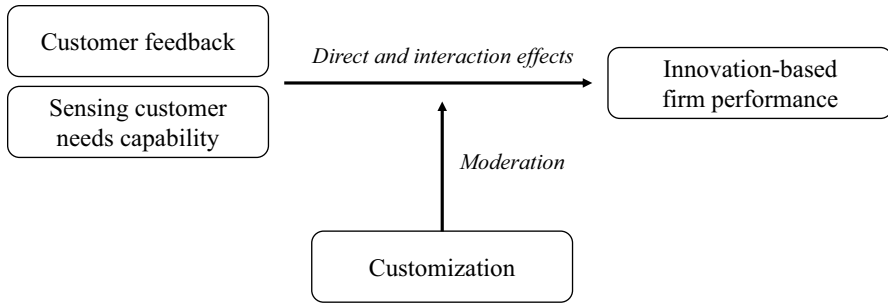 Customer feedback
Sensing customer
needs capability
Direct and interaction effects
Innovation-based
firm performance
Moderation
Customization